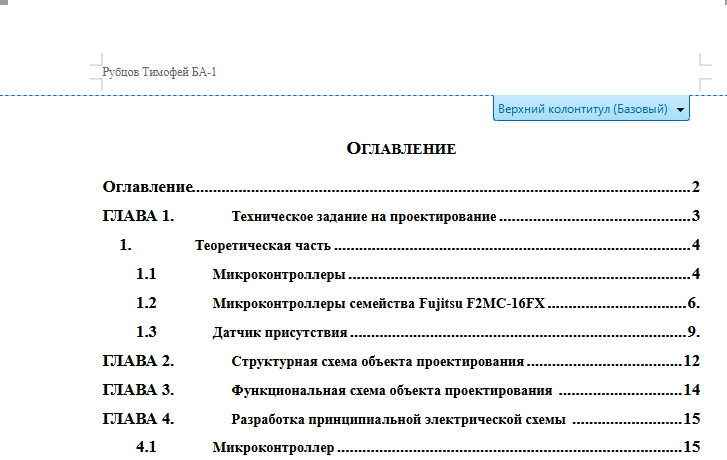 Рубцов Тимофей БА-1
Верхний колонтитул (Базовый)
ОГЛАВЛЕНИЕ
Оглавление....................2
ГЛАВА 1. Техническое задание на проектирование....................3
1. Теоретическая часть....................4
1.1 Микроконтроллеры....................4
1.2 Микроконтроллеры семейства Fujitsu F2MC-16FX....................6.
1.3 Датчик присутствия....................9.
ГЛАВА 2. Структурная схема объекта проектирования....................12
ГЛАВА 3. Функциональная схема объекта проектирования ....................14
ГЛАВА 4. Разработка принципиальной электрической схемы ....................15
4.1 Микроконтроллер....................15